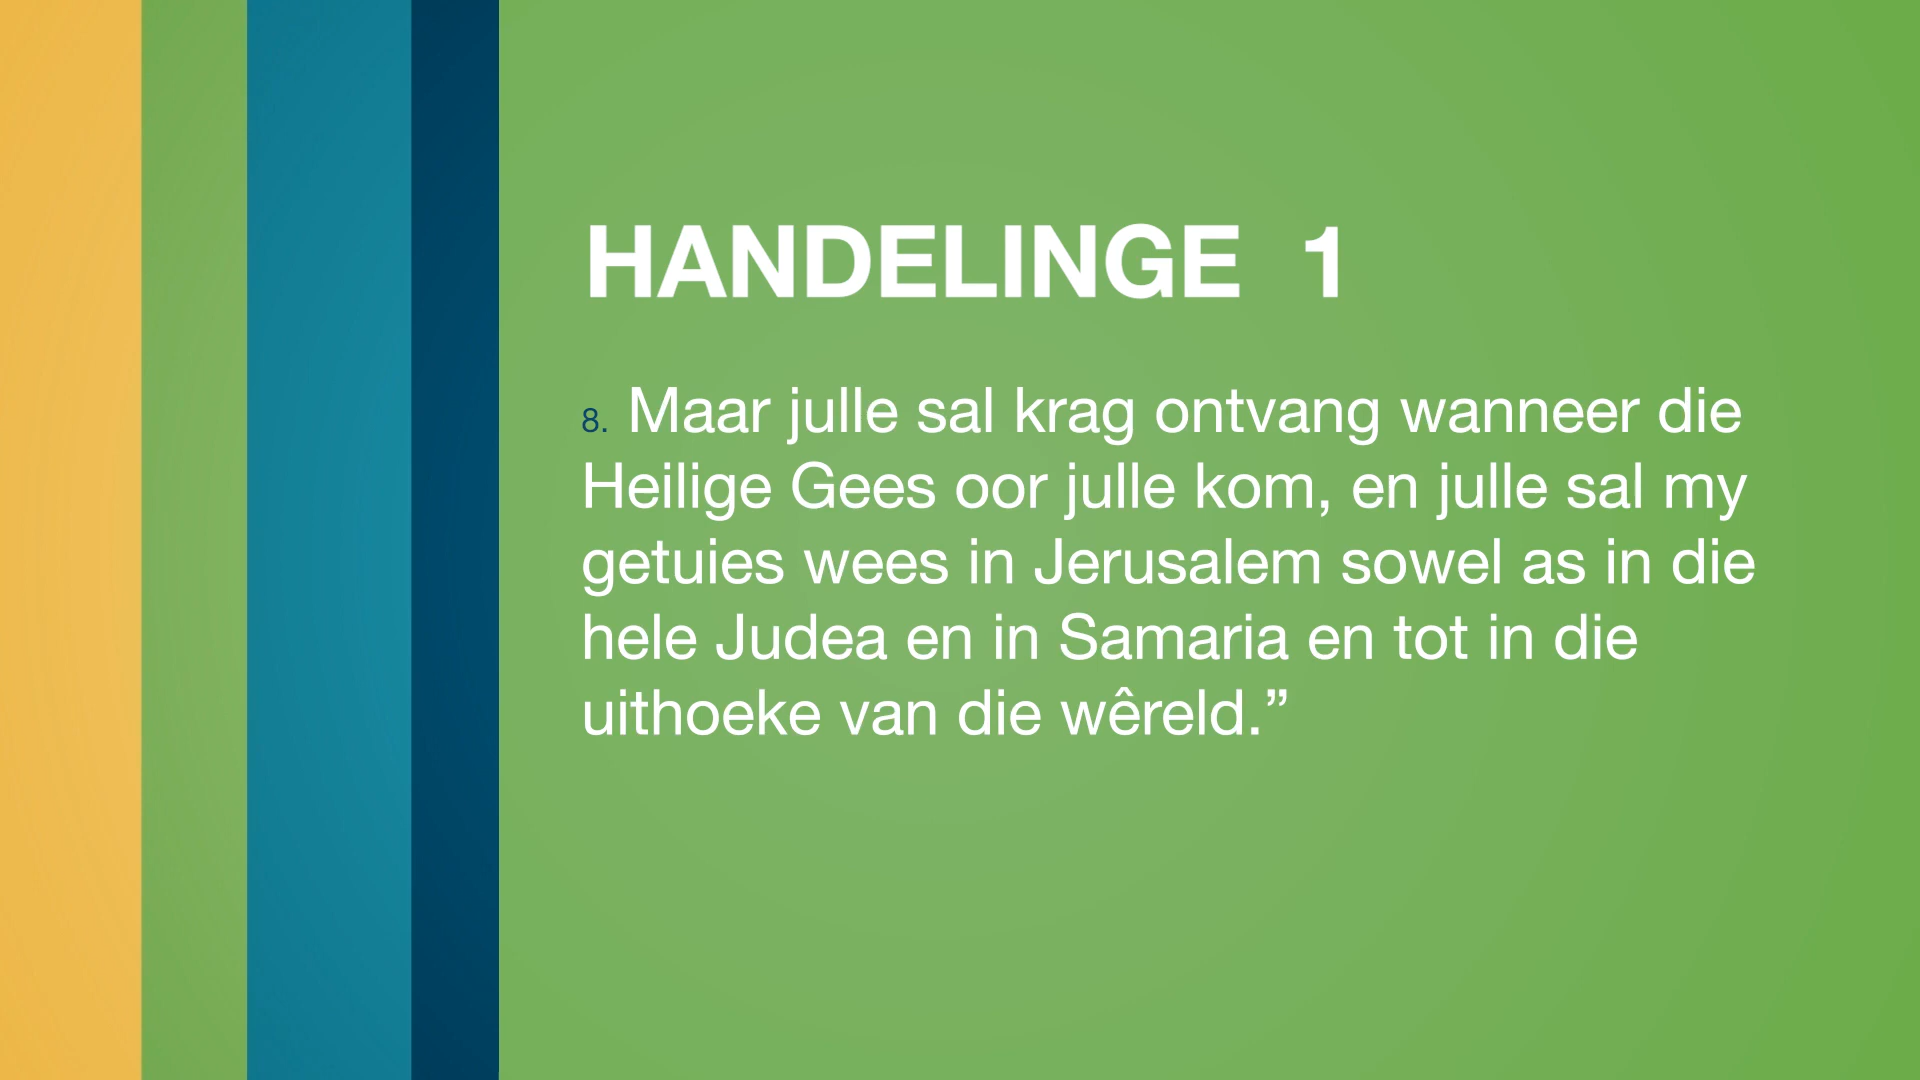 HANDELINGE 1
8. Maar julle sal krag ontvang wanneer die
Heilige Gees oor julle kom, en julle sal my
getuies wees in Jerusalem sowel as in die
hele Judea en in Samaria en tot in die
uithoeke van die wêreld.”